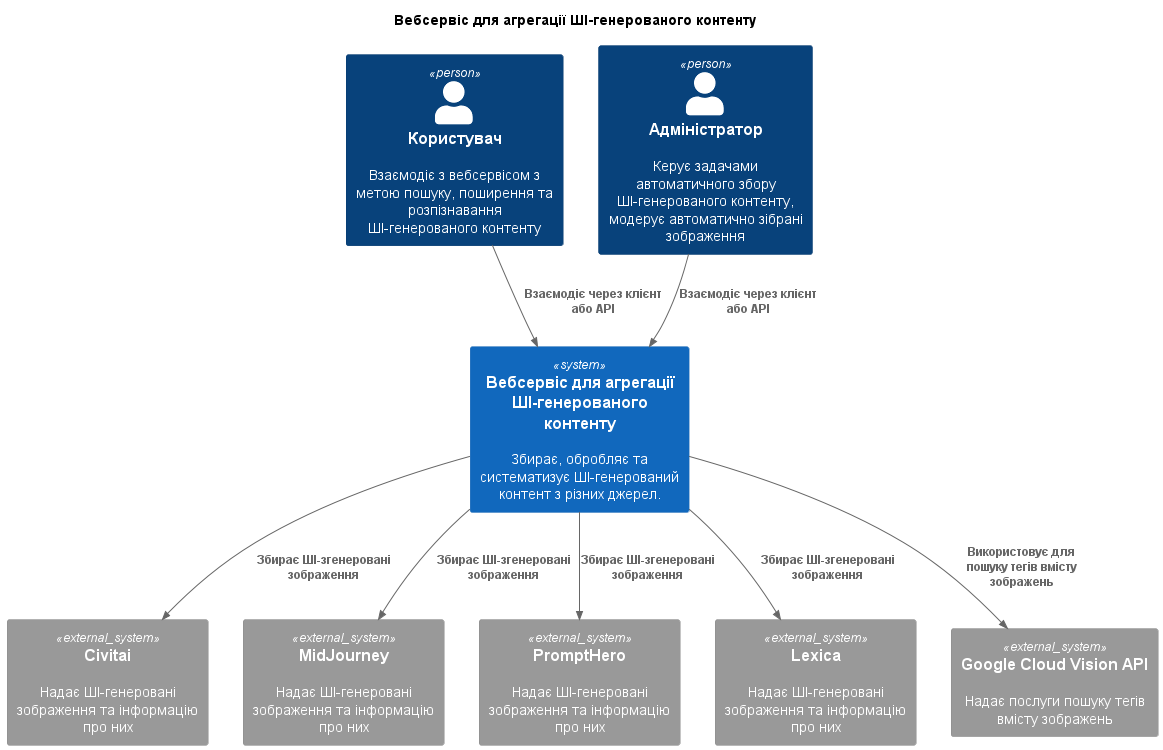 Вебсервіс для агрегації ШІ-генерованого контенту
«person»
Користувач
Взаємодіє з вебсервісом з
метою пошуку, поширення та
розпізнавання
ШІ-генерованого контенту
«person»
Адміністратор
Керує задачами
автоматичного збору
ШІ-генерованого контенту,
модерує автоматично зібрані
зображення
Взаємодіє через клієнт
або API
Взаємодіє через клієнт
або API
«system»
Вебсервіс для агрегації
ШІ-генерованого
контенту
Збирає, обробляє та
систематизує ШІ-генерований
контент з різних джерел.
Збирає ШІ-згенеровані
зображення
Збирає ШІ-згенеровані
зображення
Збирає ШІ-згенеровані
зображення
Збирає ШІ-згенеровані
зображення
Використовує для
пошуку тегів вмісту
зображень
«external_system»
Civitai
Надає ШІ-генеровані
зображення та інформацію
про них
«external_system»
MidJourney
Надає ШІ-генеровані
зображення та інформацію
про них
«external_system»
PromptHero
Надає ШІ-генеровані
зображення та інформацію
про них
«external_system»
Lexica
Надає ШІ-генеровані
зображення та інформацію
про них
«external_system»
Google Cloud Vision API
Надає послуги пошуку тегів
вмісту зображень